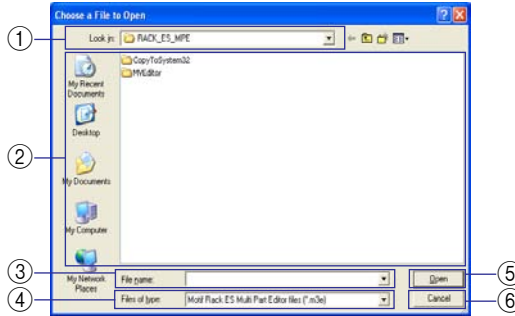 Choose a File to Open
① Look in: RACK_ES_MPE
CopyToSystem32
MVEditor
②
My Recent Documents
Desktop
My Documents
My Computer
My Network Places
③ File name:
Open ⑤
④ Files of type: Motif Rack ES Multi Part Editor files (*.m3e)
Cancel ⑥